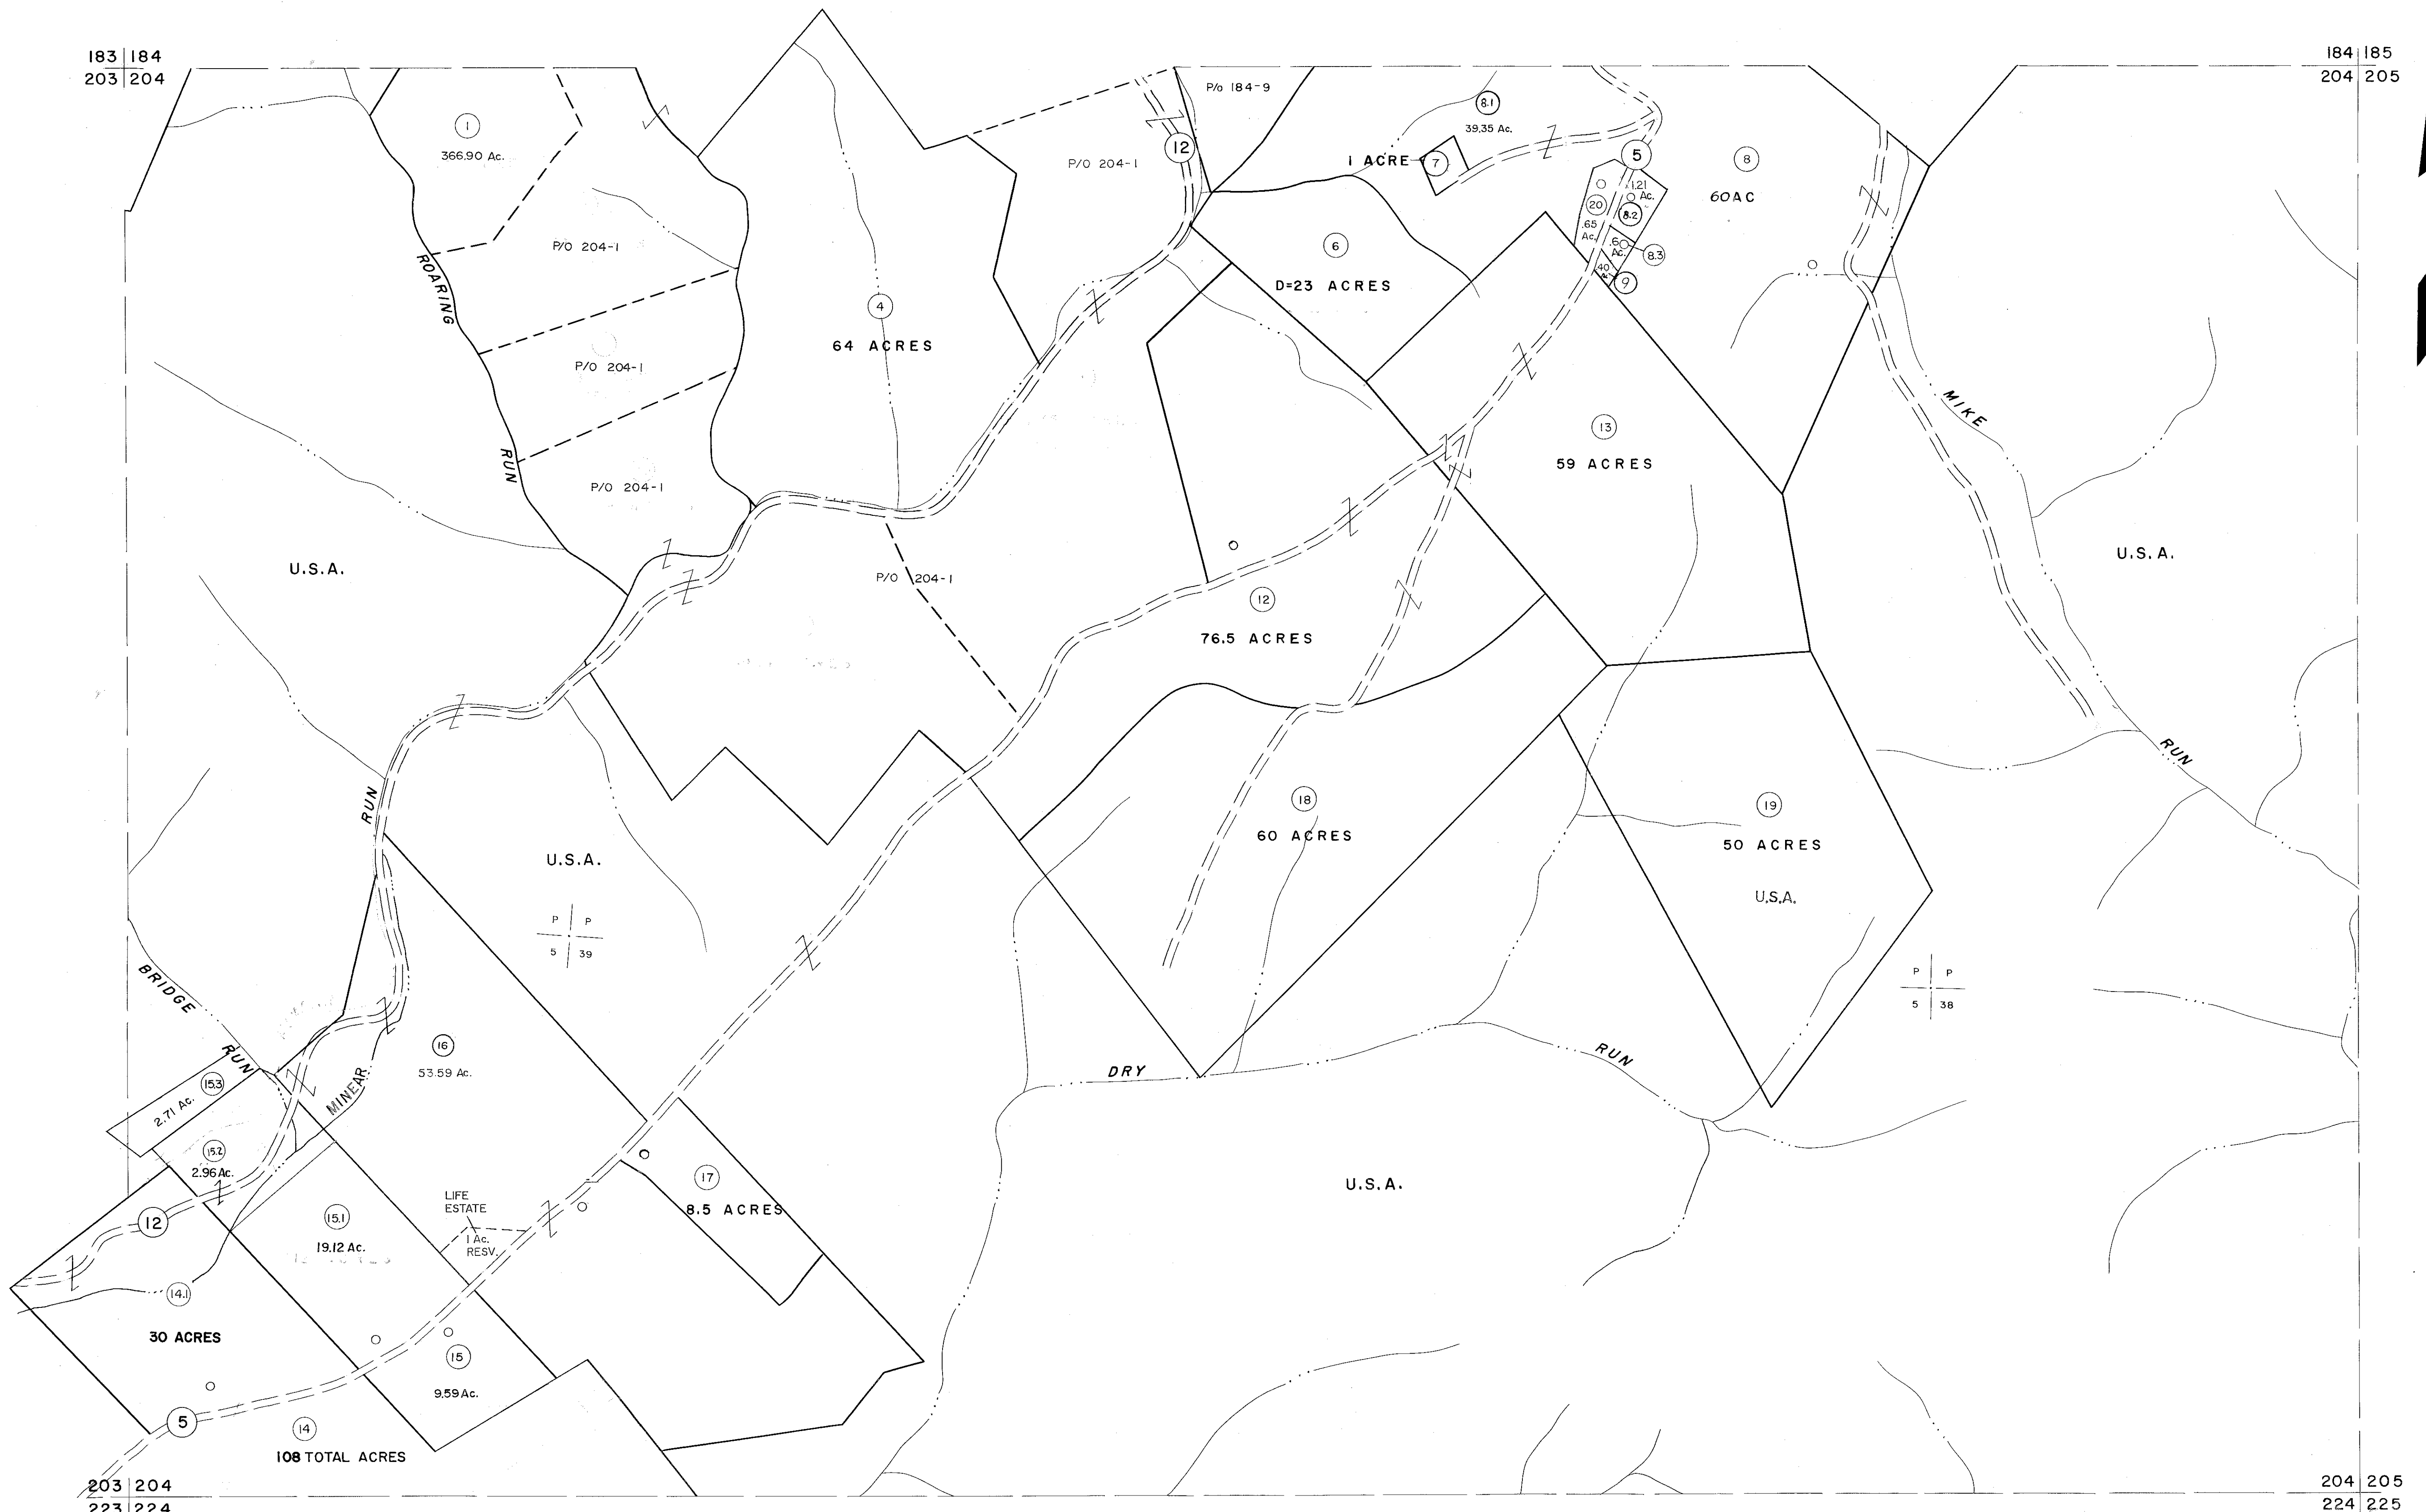 183 184
203 204
184 185
204 205
1
366.90 Ac.
P/O 204-1
P/O 204-1
P/O 204-1
ROARING
RUN
4
64 ACRES
P/O 204-1
P/o 184-9
12
8.1
39.35 Ac.
1 ACRE
7
5
8
60AC
20
.65
Ac.
1.21
Ac.
8.2
.6
Ac.
8.3
.40
9
6
D=23 ACRES
13
59 ACRES
MIKE
RUN
U.S.A.
U.S.A.
P/O 204-1
12
76.5 ACRES
18
60 ACRES
19
50 ACRES
U.S.A.
RUN
U.S.A.
P P
5 39
P P
5 38
BRIDGE
RUN
16
53.59 Ac.
MINEAR
15.3
2.71 Ac.
15.2
2.96 Ac.
DRY
RUN
U.S.A.
17
8.5 ACRES
LIFE
ESTATE
1 Ac.
RESV.
15.1
19.12 Ac.
12
14.1
30 ACRES
15
9.59 Ac.
5
14
108 TOTAL ACRES
203 204
223 224
204 205
224 225